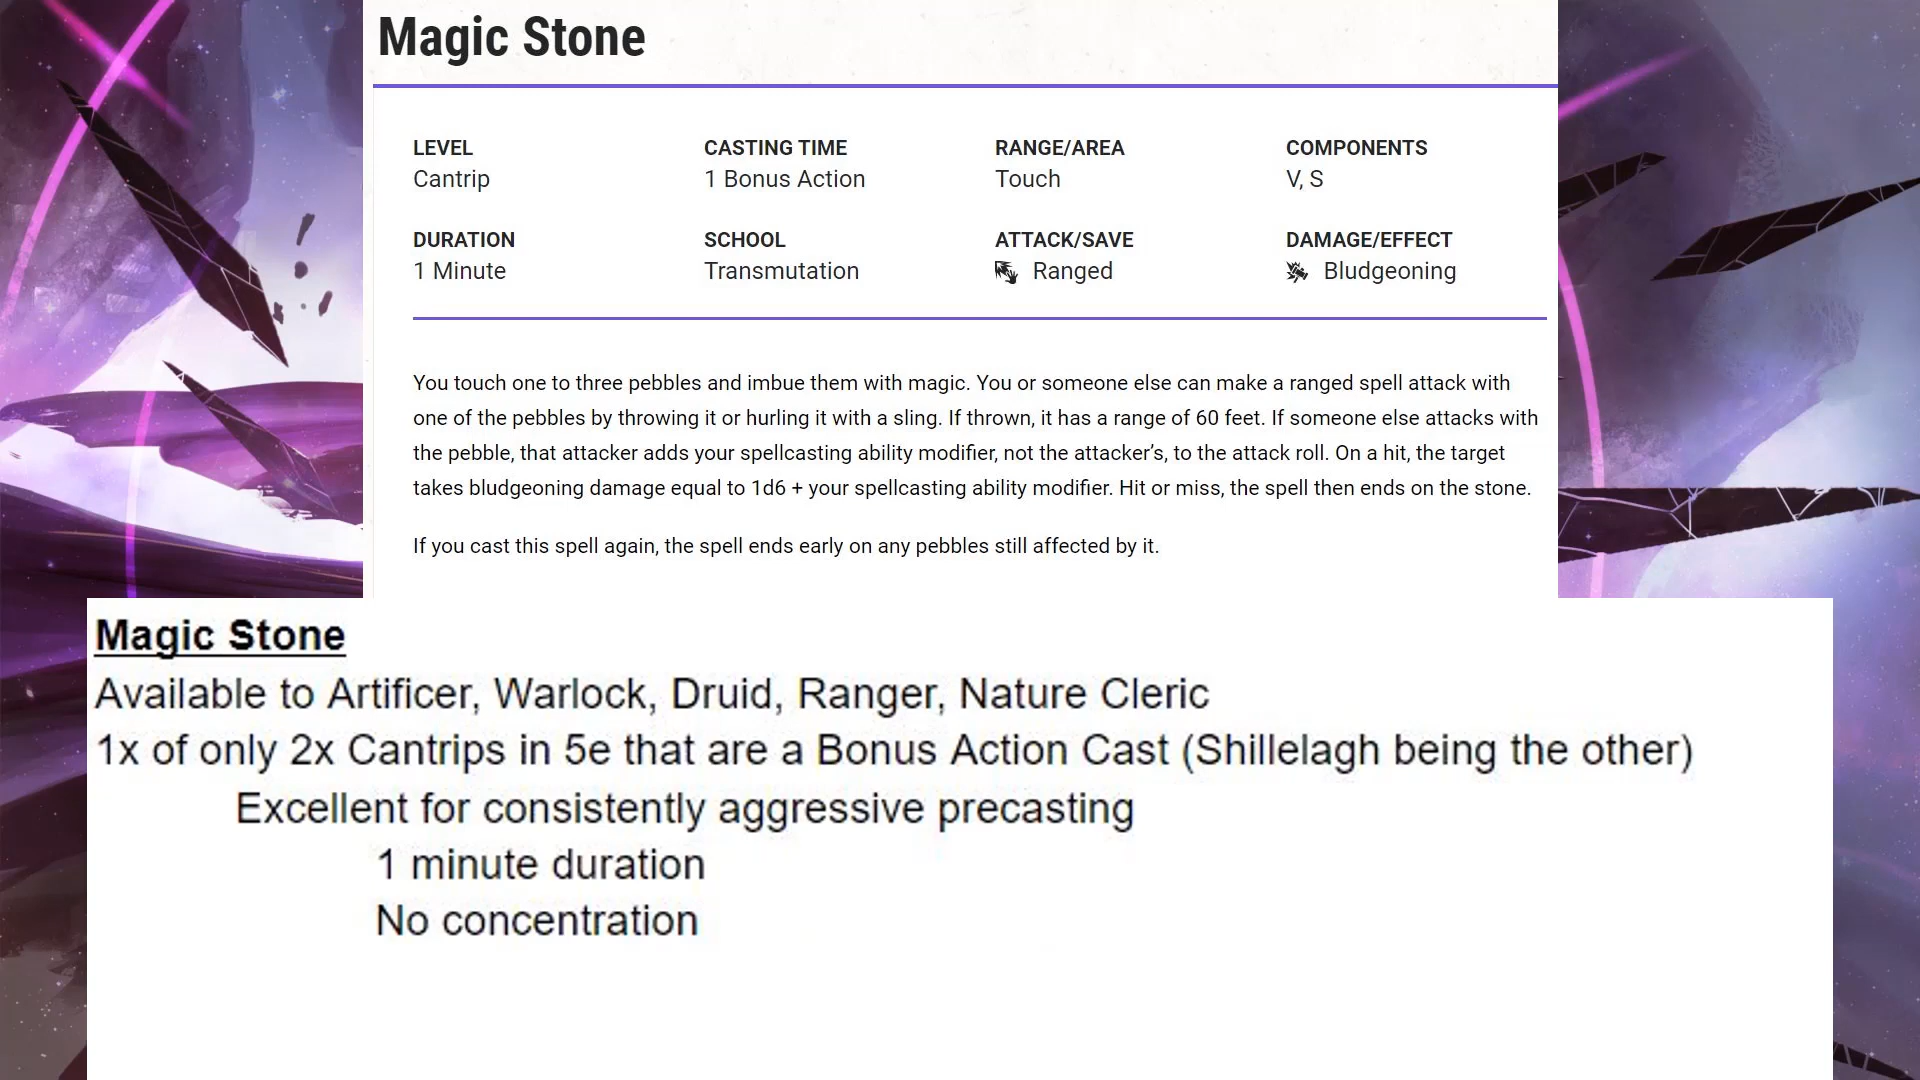 Magic Stone
LEVEL
Cantrip
CASTING TIME
1 Bonus Action
RANGE/AREA
Touch
COMPONENTS
V, S
DURATION
1 Minute
SCHOOL
Transmutation
ATTACK/SAVE
Ranged
DAMAGE/EFFECT
Bludgeoning
You touch one to three pebbles and imbue them with magic. You or someone else can make a ranged spell attack with
one of the pebbles by throwing it or hurling it with a sling. If thrown, it has a range of 60 feet. If someone else attacks with
the pebble, that attacker adds your spellcasting ability modifier, not the attacker’s, to the attack roll. On a hit, the target
takes bludgeoning damage equal to 1d6 + your spellcasting ability modifier. Hit or miss, the spell then ends on the stone.
If you cast this spell again, the spell ends early on any pebbles still affected by it.
Magic Stone
Available to Artificer, Warlock, Druid, Ranger, Nature Cleric
1x of only 2x Cantrips in 5e that are a Bonus Action Cast (Shillelagh being the other)
Excellent for consistently aggressive precasting
1 minute duration
No concentration